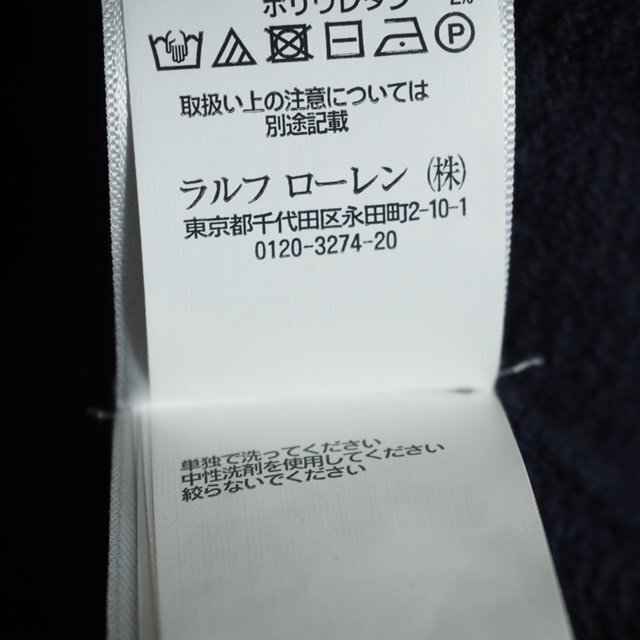 ポリウレタン 2%
P
取扱い上の注意については
別途記載
ラルフ ローレン (株)
東京都千代田区永田町2-10-1
0120-3274-20
単独で洗ってください
中性洗剤を使用してください
絞らないでください